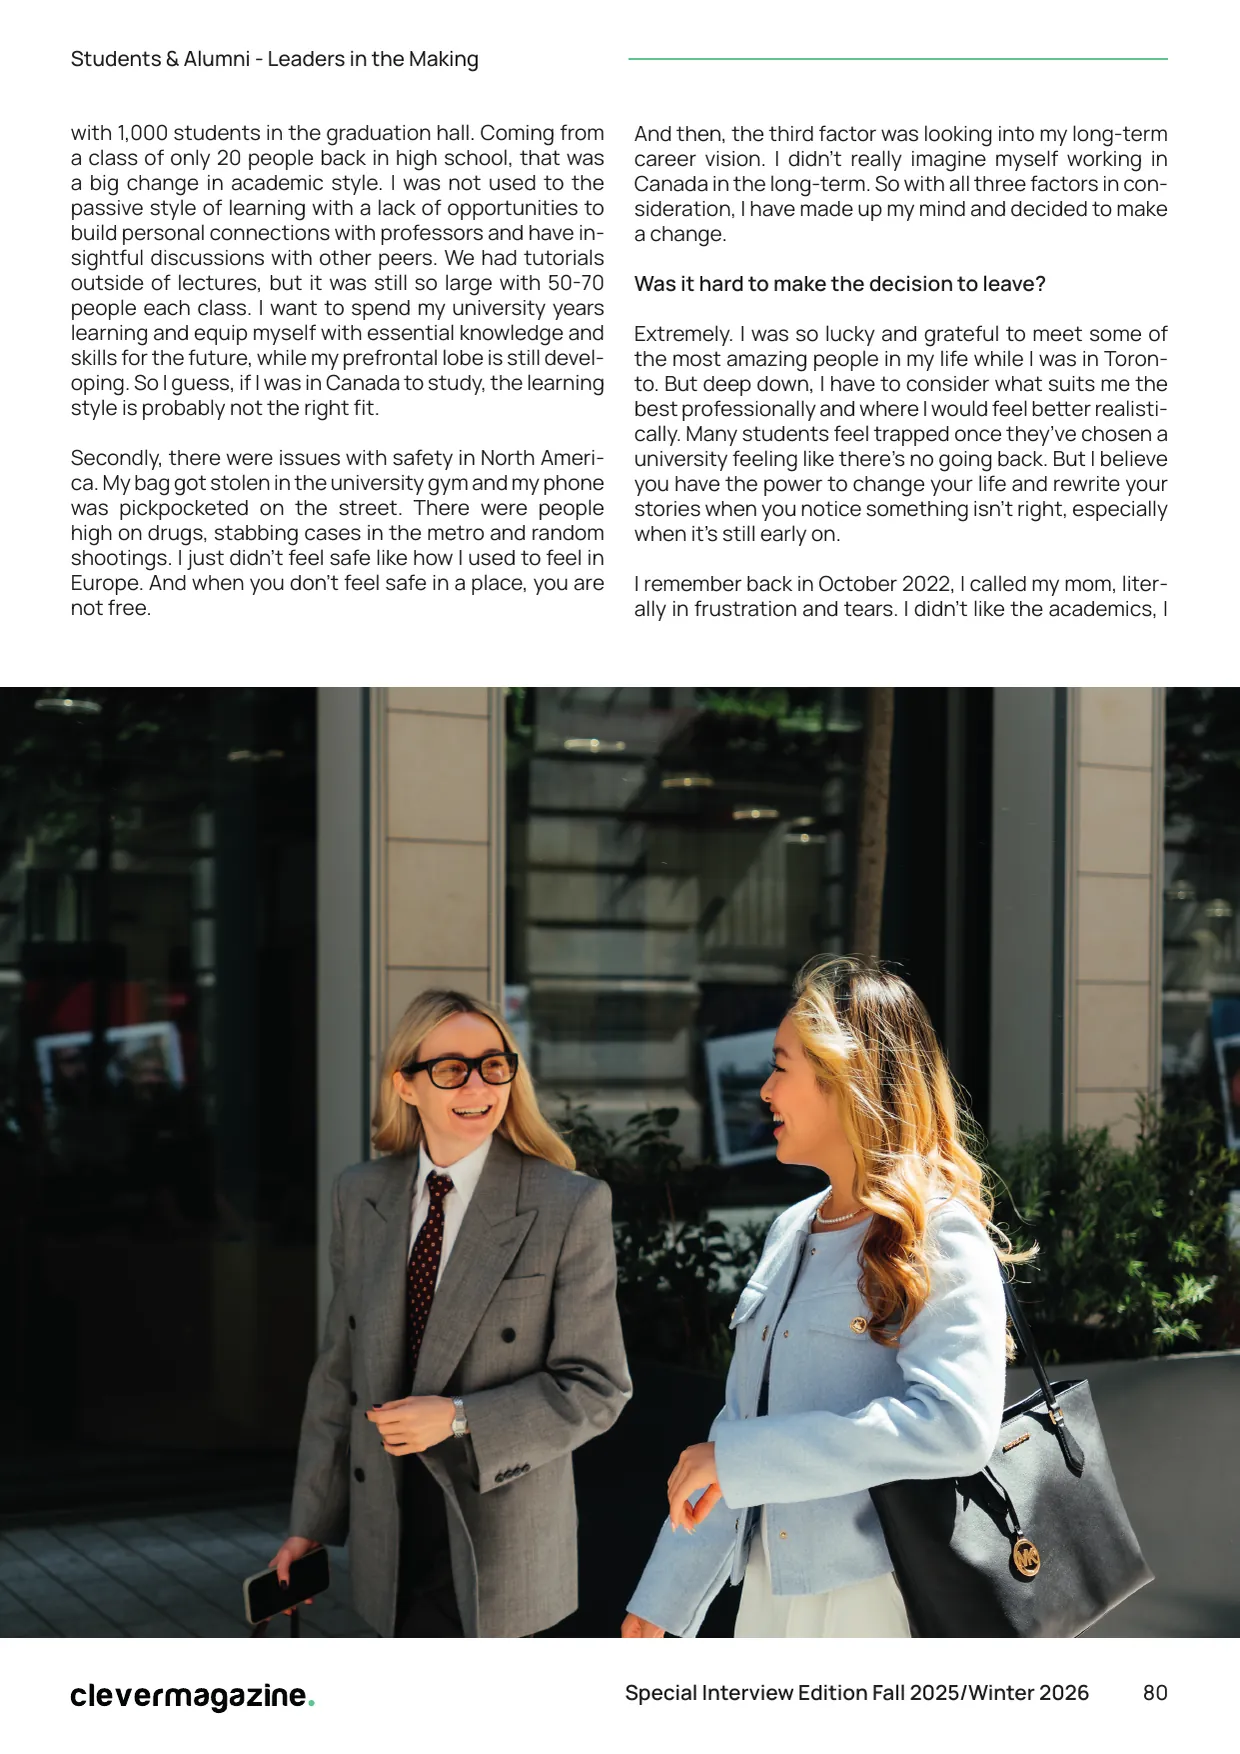 Students & Alumni - Leaders in the Making
with 1,000 students in the graduation hall. Coming from
a class of only 20 people back in high school, that was
a big change in academic style. I was not used to the
passive style of learning with a lack of opportunities to
build personal connections with professors and have in-
sightful discussions with other peers. We had tutorials
outside of lectures, but it was still so large with 50-70
people each class. I want to spend my university years
learning and equip myself with essential knowledge and
skills for the future, while my prefrontal lobe is still devel-
oping. So I guess, if I was in Canada to study, the learning
style is probably not the right fit.
Secondly, there were issues with safety in North Ameri-
ca. My bag got stolen in the university gym and my phone
was pickpocketed on the street. There were people
high on drugs, stabbing cases in the metro and random
shootings. I just didn't feel safe like how I used to feel in
Europe. And when you don't feel safe in a place, you are
not free.
And then, the third factor was looking into my long-term
career vision. I didn't really imagine myself working in
Canada in the long-term. So with all three factors in con-
sideration, I have made up my mind and decided to make
a change.
Was it hard to make the decision to leave?
Extremely. I was so lucky and grateful to meet some of
the most amazing people in my life while I was in Toron-
to. But deep down, I have to consider what suits me the
best professionally and where I would feel better realisti-
cally. Many students feel trapped once they've chosen a
university feeling like there's no going back. But I believe
you have the power to change your life and rewrite your
stories when you notice something isn't right, especially
when it's still early on.
I remember back in October 2022, I called my mom, liter-
ally in frustration and tears. I didn't like the academics, I
MK
clevermagazine.
Special Interview Edition Fall 2025/Winter 2026
80